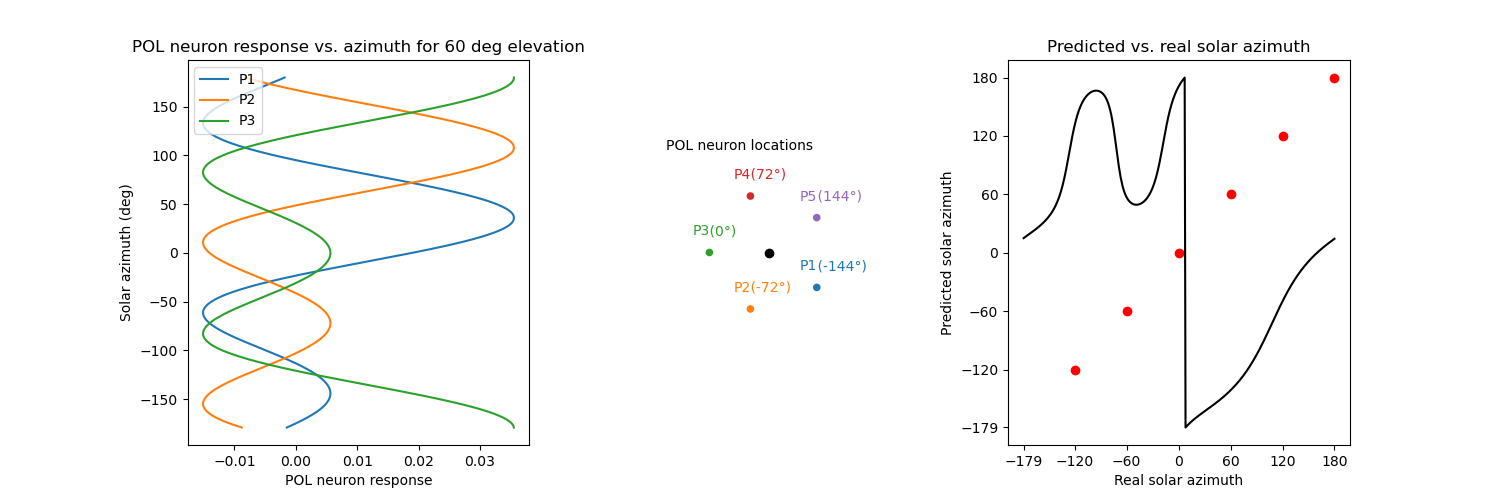 POL neuron response vs. azimuth for 60 deg elevation
P1
P2
P3
150
100
50
0
−50
−100
−150
Solar azimuth (deg)
−0.01
0.00
0.01
0.02
0.03
POL neuron response
POL neuron locations
P4(72°)
P5(144°)
P3(0°)
P1(-144°)
P2(-72°)
Predicted vs. real solar azimuth
180
120
60
0
−60
−120
−179
Predicted solar azimuth
−179
−120
−60
0
60
120
180
Real solar azimuth